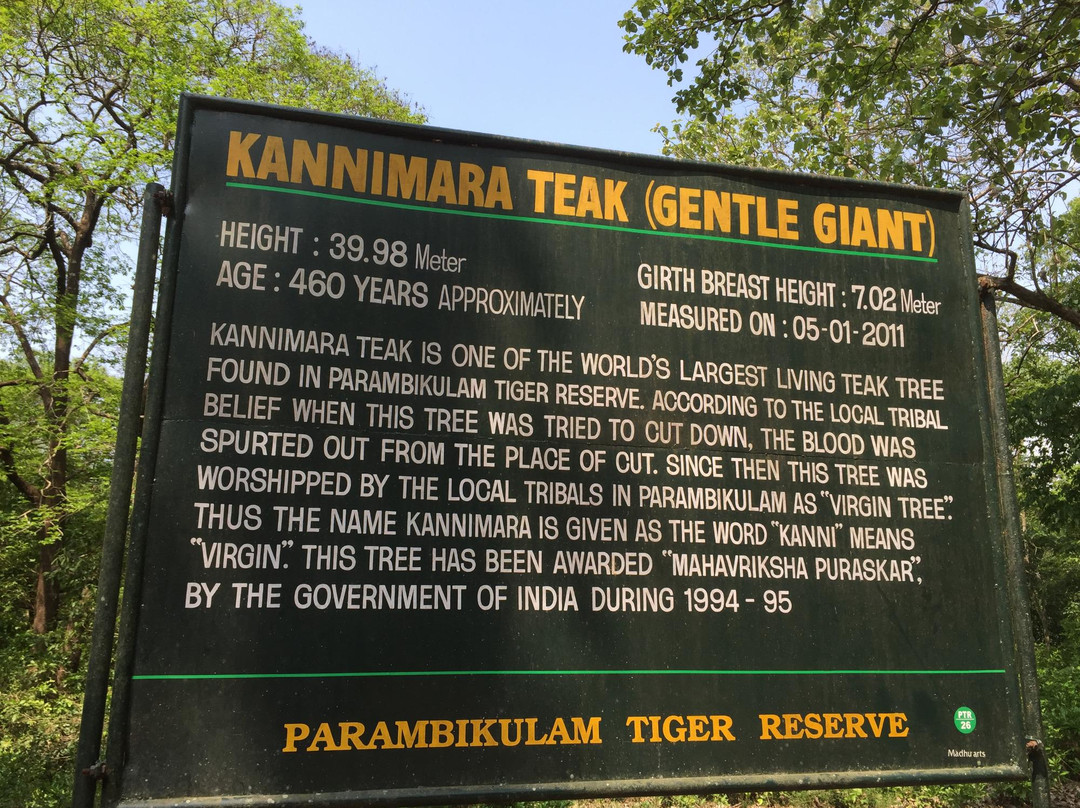 KANNIMARA TEAK (GENTLE GIANT)
HEIGHT : 39.98 Meter
AGE : 460 YEARS APPROXIMATELY
GIRTH BREAST HEIGHT : 7.02 Meter
MEASURED ON : 05-01-2011
KANNIMARA TEAK IS ONE OF THE WORLD'S LARGEST LIVING TEAK TREE
FOUND IN PARAMBIKULAM TIGER RESERVE. ACCORDING TO THE LOCAL TRIBAL
BELIEF WHEN THIS TREE WAS TRIED TO CUT DOWN, THE BLOOD WAS
SPURTED OUT FROM THE PLACE OF CUT. SINCE THEN THIS TREE WAS
WORSHIPPED BY THE LOCAL TRIBALS IN PARAMBIKULAM AS "VIRGIN TREE".
THUS THE NAME KANNIMARA IS GIVEN AS THE WORD "KANNI" MEANS
"VIRGIN". THIS TREE HAS BEEN AWARDED "MAHAVRIKSHA PURASKAR",
BY THE GOVERNMENT OF INDIA DURING 1994 - 95
PARAMBIKULAM TIGER RESERVE
PTR
26
Madhu arts